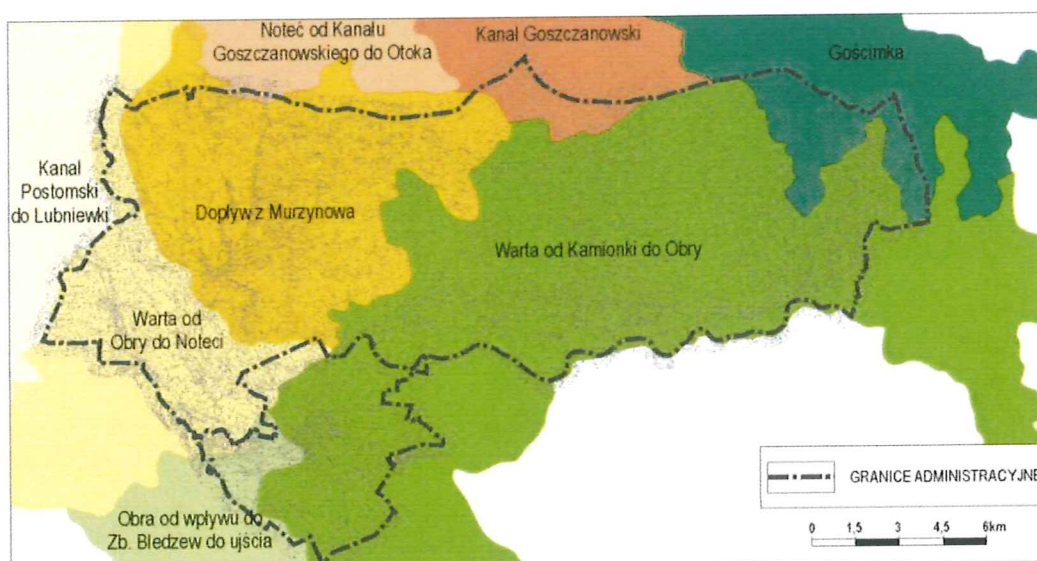 Noteć od Kanału
Goszczanowskiego do Otoka
Kanał Goszczanowski
Gościmka
Kanał
Postomski
do Lubniewki
Dopływ z Murzynowa
Warta od Kamionki do Obry
Warta od
Obry do Noteci
Obra od wpływu do
Zb. Bledzew do ujścia
GRANICE ADMINISTRACYJNE
0 1,5 3 4,5 6km